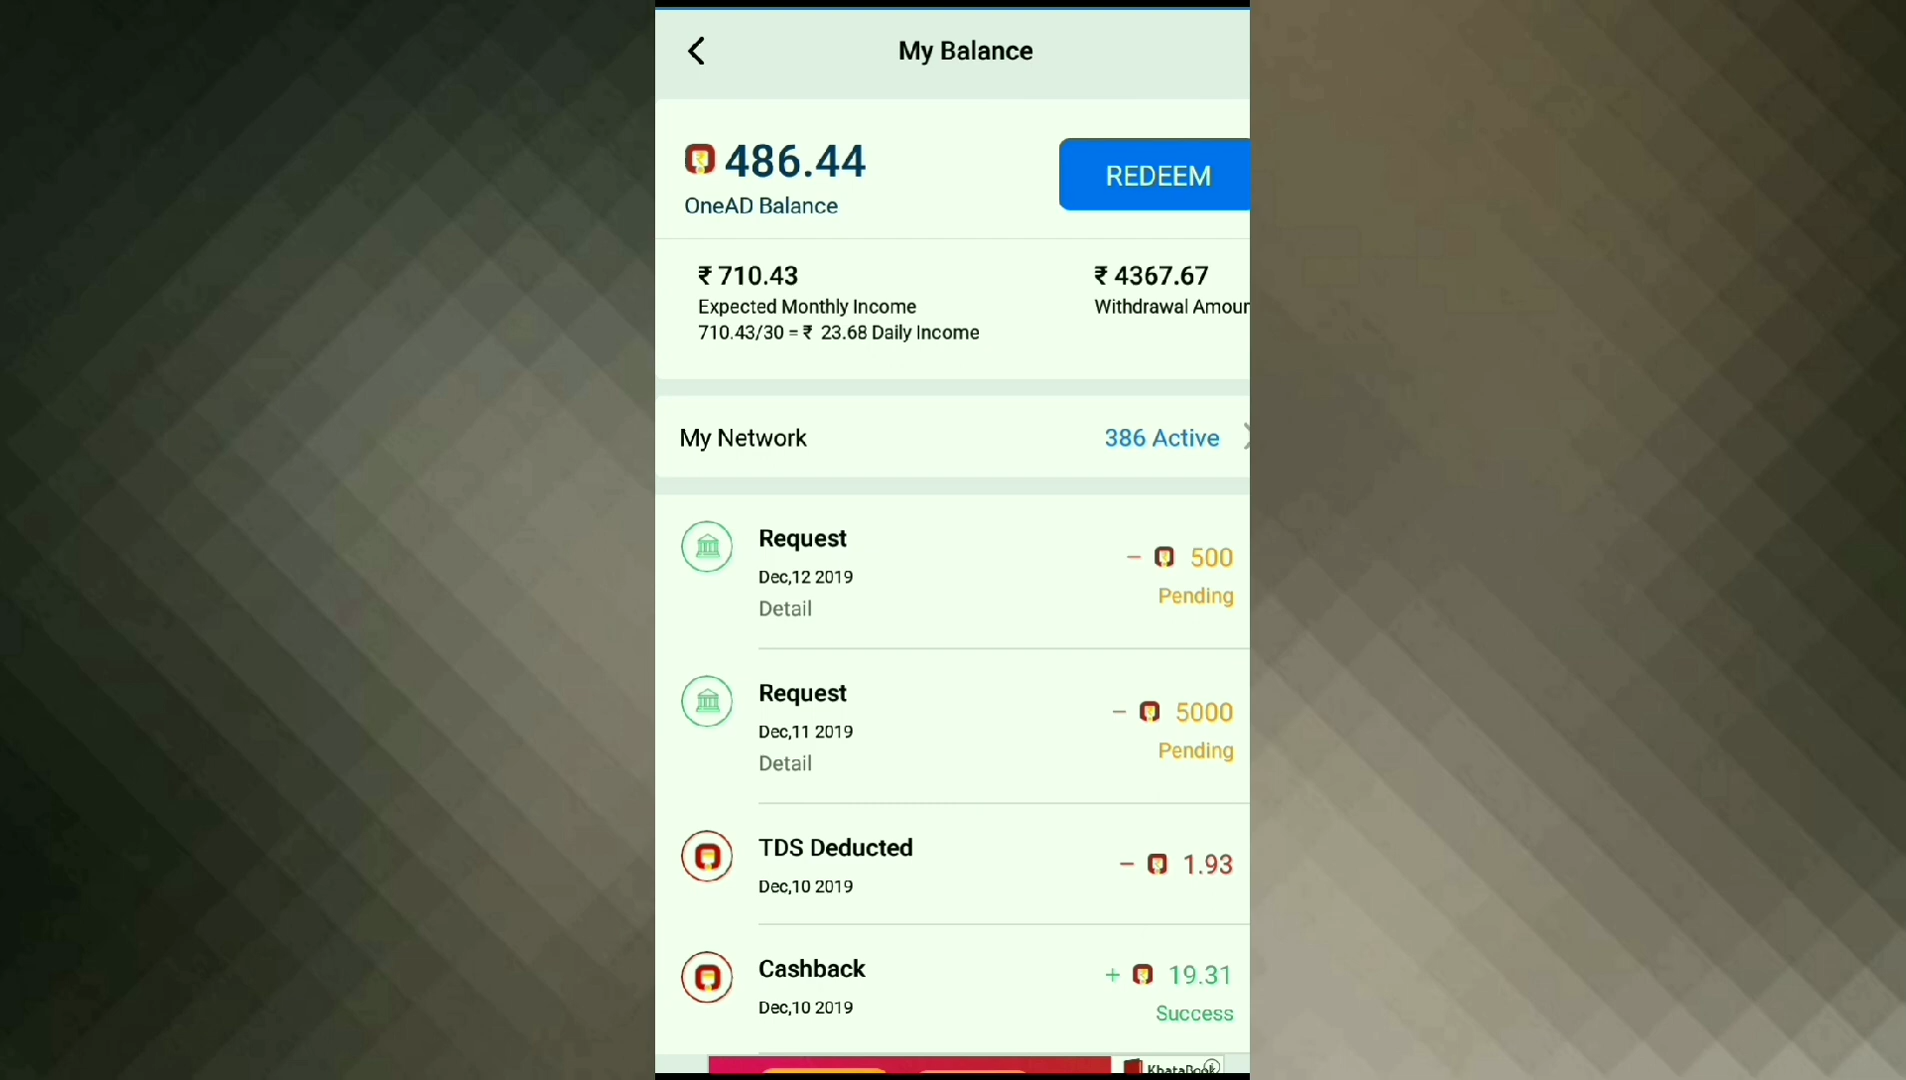 My Balance
486.44
REDEEM
OneAD Balance
₹ 710.43
₹ 4367.67
Expected Monthly Income
Withdrawal Amoun
710.43/30 = ₹ 23.68 Daily Income
My Network
386 Active
Request
Dec,12 2019
Detail
− 500
Pending
Request
Dec,11 2019
Detail
− 5000
Pending
TDS Deducted
Dec,10 2019
− 1.93
Cashback
Dec,10 2019
+ 19.31
Success
KhataBook